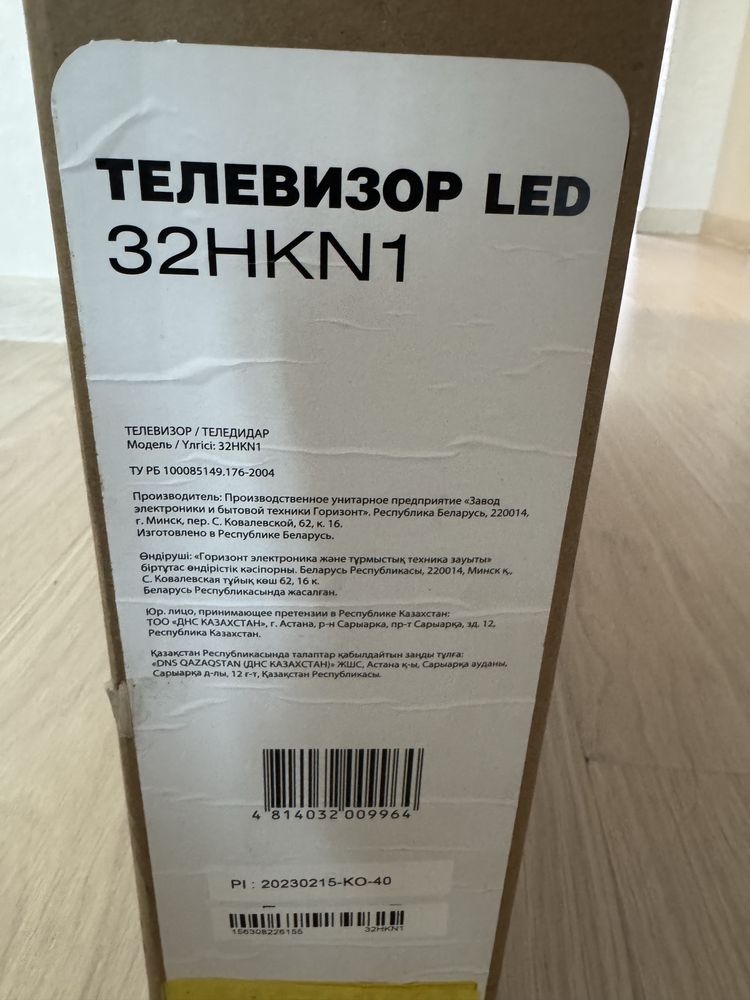 ТЕЛЕВИЗОР LED
32HKN1
ТЕЛЕВИЗОР / ТЕЛЕДИДАР
Модель / Үлгісі: 32HKN1
ТУ РБ 100085149.176-2004
Производитель: Производственное унитарное предприятие «Завод
электроники и бытовой техники Горизонт». Республика Беларусь, 220014,
г. Минск, пер. С. Ковалевской, 62, к. 16.
Изготовлено в Республике Беларусь.
Өндіруші: «Горизонт электроника және тұрмыстық техника зауыты»
біртұтас өндірістік кәсіпорны. Беларусь Республикасы, 220014, Минск қ.,
С. Ковалевская тұйық көш 62, 16 к.
Беларусь Республикасында жасалған.
Юр. лицо, принимающее претензии в Республике Казахстан:
ТОО «ДНС КАЗАХСТАН», г. Астана, р-н Сарыарка, пр-т Сарыарқа, зд. 12,
Республика Казахстан.
Қазақстан Республикасында талаптар қабылдайтын заңды тұлға:
«DNS QAZAQSTAN (ДНС КАЗАХСТАН)» ЖШС, Астана қ-ы, Сарыарқа ауданы,
Сарыарқа д-лы, 12 ғ-т, Қазақстан Республикасы.
4 814032 009964
PI : 20230215-KO-40
156308226155 32HKN1